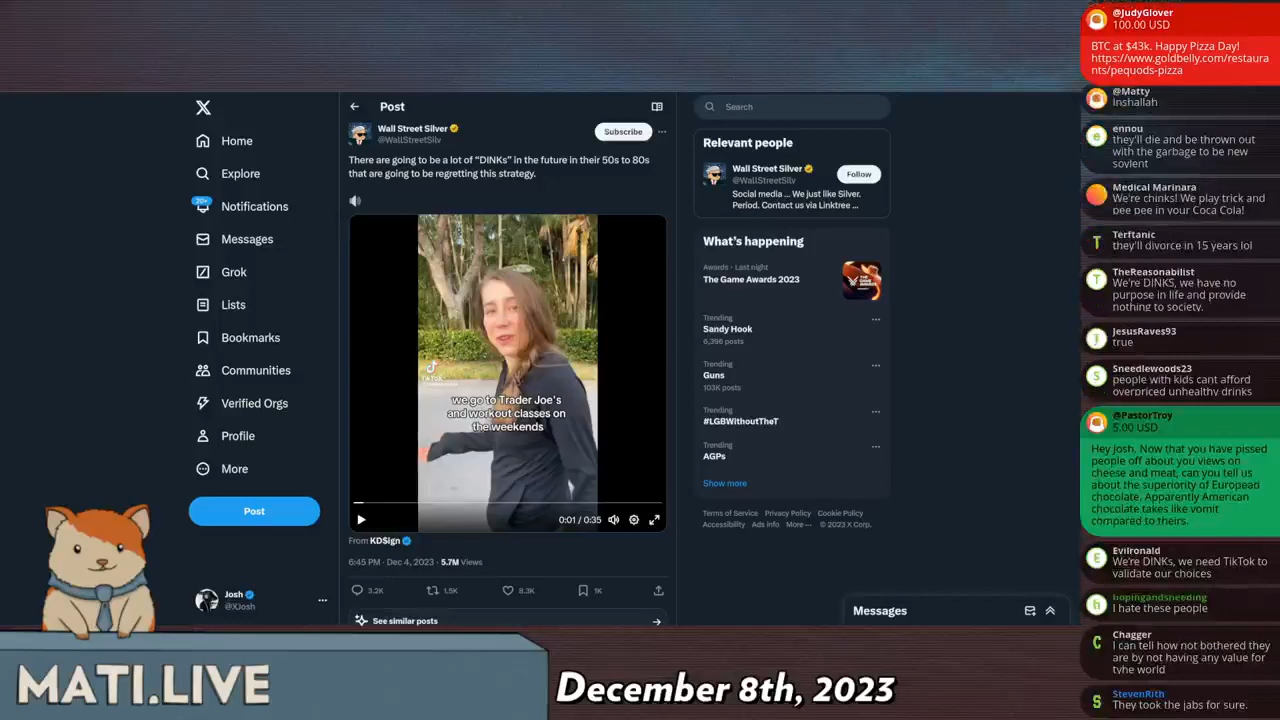 Home
Explore
20+
Notifications
Messages
Grok
Lists
Bookmarks
Communities
Verified Orgs
Profile
More
Post
Josh
@XJosh
Post
Wall Street Silver
@WallStreetSilv
Subscribe
There are going to be a lot of "DINKs" in the future in their 50s to 80s
that are going to be regretting this strategy.
TikTok
we go to Trader Joe's
and workout classes on
the weekends
0:01 / 0:35
From KDSign
6:45 PM · Dec 4, 2023 · 5.7M Views
3.2K
1.5K
8.3K
1K
See similar posts
Search
Relevant people
Wall Street Silver
@WallStreetSilv
Follow
Social media ... We just like Silver.
Period. Contact us via Linktree ...
What's happening
Awards · Last night
The Game Awards 2023
Trending
Sandy Hook
6,396 posts
Trending
Guns
103K posts
Trending
#LGBWithoutTheT
Trending
AGPs
Show more
Terms of Service Privacy Policy Cookie Policy
Accessibility Ads info More ··· © 2023 X Corp.
Messages
@JudyGlover
100.00 USD
BTC at $43k. Happy Pizza Day!
https://www.goldbelly.com/restaura
nts/pequods-pizza
@Matty
Inshallah
ennou
they'll die and be thrown out
with the garbage to be new
soylent
Medical Marinara
We're chinks! We play trick and
pee pee in your Coca Cola!
Terftanic
they'll divorce in 15 years lol
TheReasonabilist
We're DINKS, we have no
purpose in life and provide
nothing to society.
JesusRaves93
true
Sneedlewoods23
people with kids cant afford
overpriced unhealthy drinks
@PastorTroy
5.00 USD
Hey Josh. Now that you have pissed
people off about you views on
cheese and meat, can you tell us
about the superiority of European
chocolate. Apparently American
chocolate takes like vomit
compared to theirs.
Evilronald
We're DINKs, we need TikTok to
validate our choices
hopingandsneeding
I hate these people
Chagger
I can tell how not bothered they
are by not having any value for
tyhe world
StevenRith
They took the jabs for sure.
MATI.LIVE
December 8th, 2023